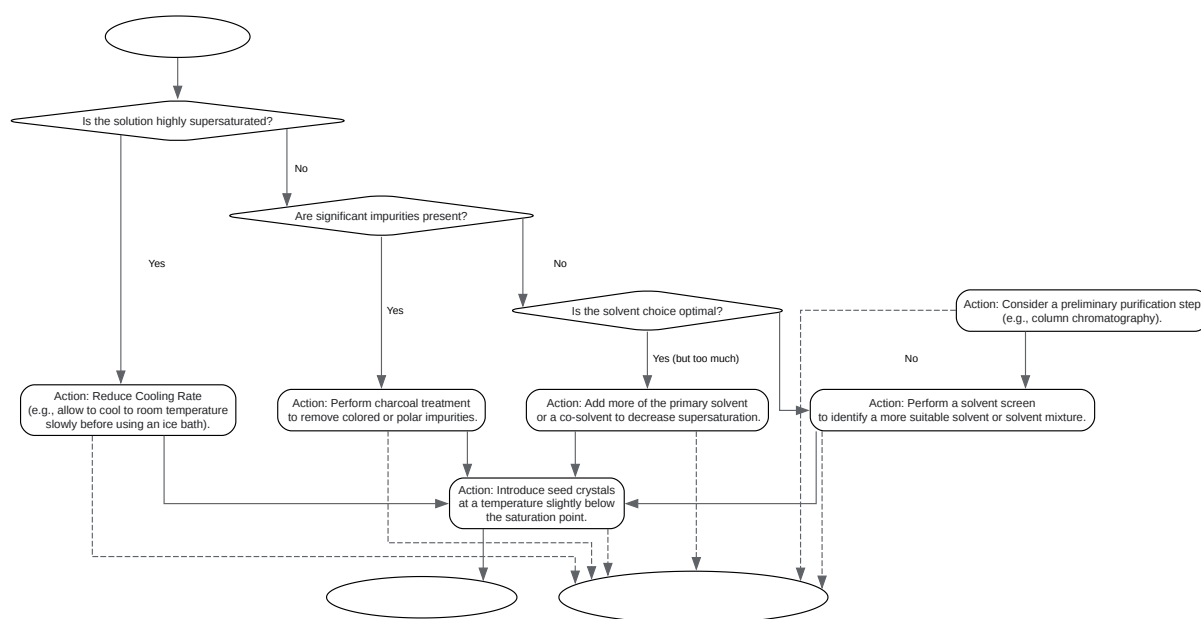 Is the solution highly supersaturated?
No
Are significant impurities present?
Yes
No
Yes
Is the solvent choice optimal?
Action: Consider a preliminary purification step
(e.g., column chromatography).
Yes (but too much)
No
Action: Reduce Cooling Rate
(e.g., allow to cool to room temperature
slowly before using an ice bath).
Action: Perform charcoal treatment
to remove colored or polar impurities.
Action: Add more of the primary solvent
or a co-solvent to decrease supersaturation.
Action: Perform a solvent screen
to identify a more suitable solvent or solvent mixture.
Action: Introduce seed crystals
at a temperature slightly below
the saturation point.